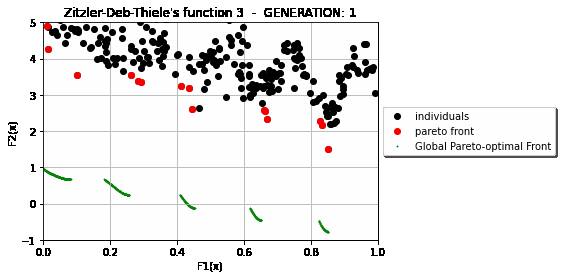 Zitzler-Deb-Thiele's function 3 - GENERATION: 1
5
4
3
2
1
0
−1
F2(x)
0.0 0.2 0.4 0.6 0.8 1.0
F1(x)
individuals
pareto front
Global Pareto-optimal Front